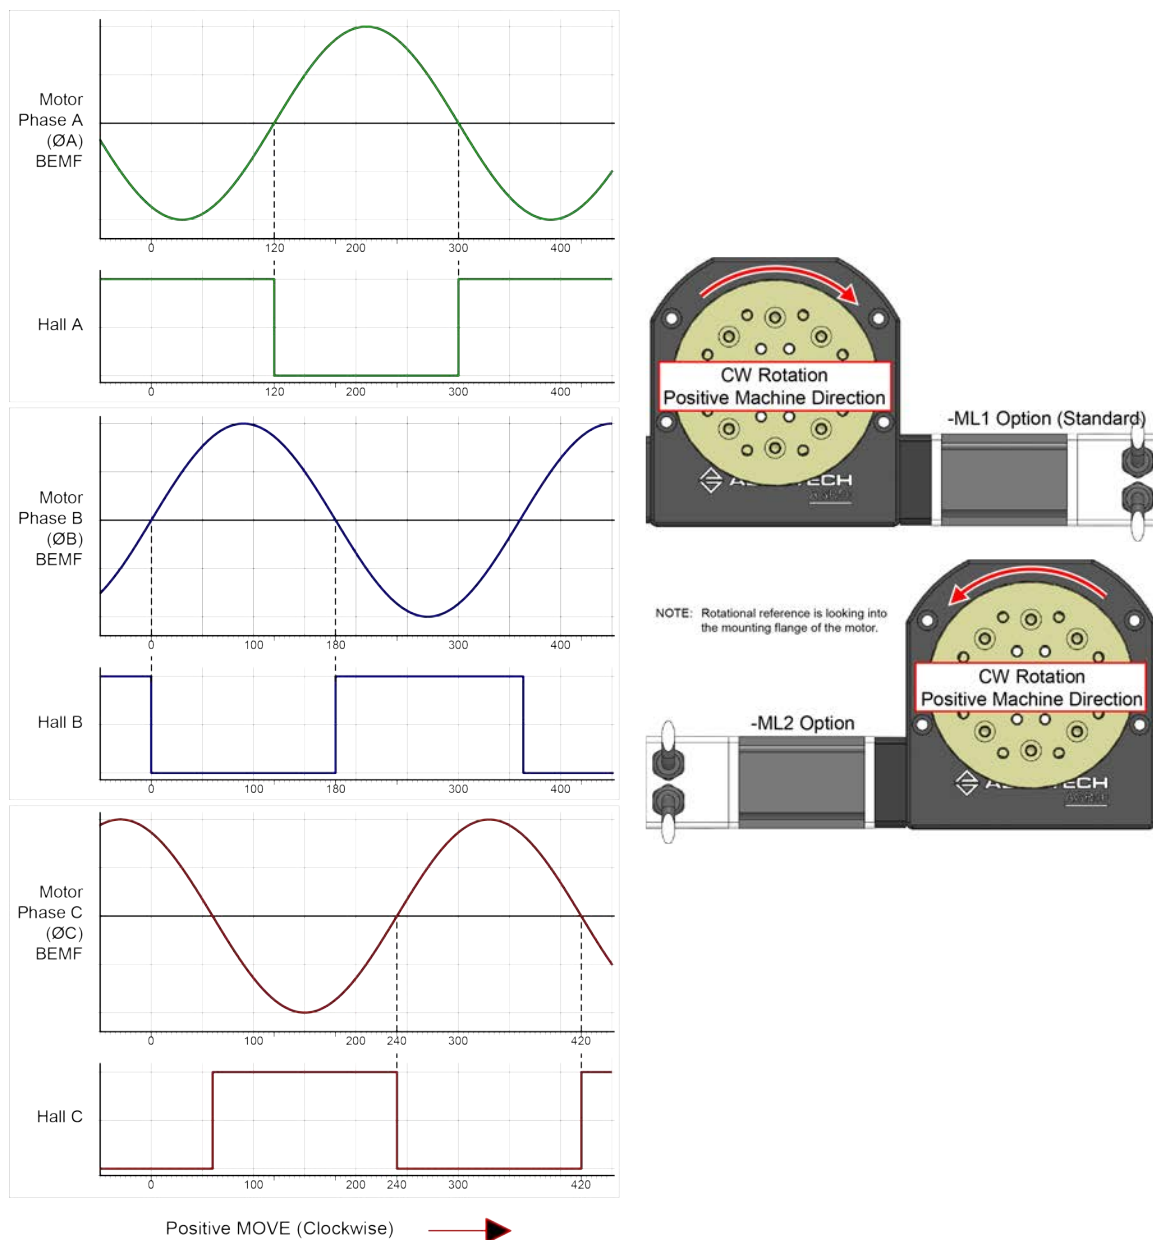 Motor
Phase A
(ØA)
BEMF
0
120
200
300
400
Hall A
0
120
200
300
400
Motor
Phase B
(ØB)
BEMF
0
100
180
300
400
Hall B
0
100
180
300
400
Motor
Phase C
(ØC)
BEMF
0
100
200
240
300
420
Hall C
0
100
200
240
300
420
Positive MOVE (Clockwise)
CW Rotation
Positive Machine Direction
-ML1 Option (Standard)
NOTE: Rotational reference is looking into
the mounting flange of the motor.
CW Rotation
Positive Machine Direction
-ML2 Option